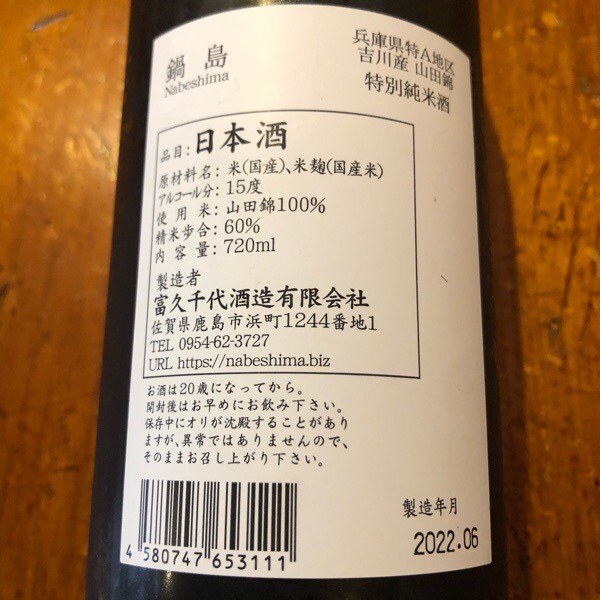 鍋島
Nabeshima
兵庫県特A地区
吉川産 山田錦
特別純米酒
品目:日本酒
原材料名:米(国産)、米麹(国産米)
アルコール分:15度
使用米:山田錦100%
精米歩合:60%
内容量:720ml
製造者
富久千代酒造有限会社
佐賀県鹿島市浜町1244番地1
TEL 0954-62-3727
URL https://nabeshima.biz
お酒は20歳になってから。
開封後はお早めにお飲み下さい。
保存中にオリが沈殿することがあり
ますが、異常ではありませんので、
そのままお召し上がり下さい。
4 580747 653111
製造年月
2022.06